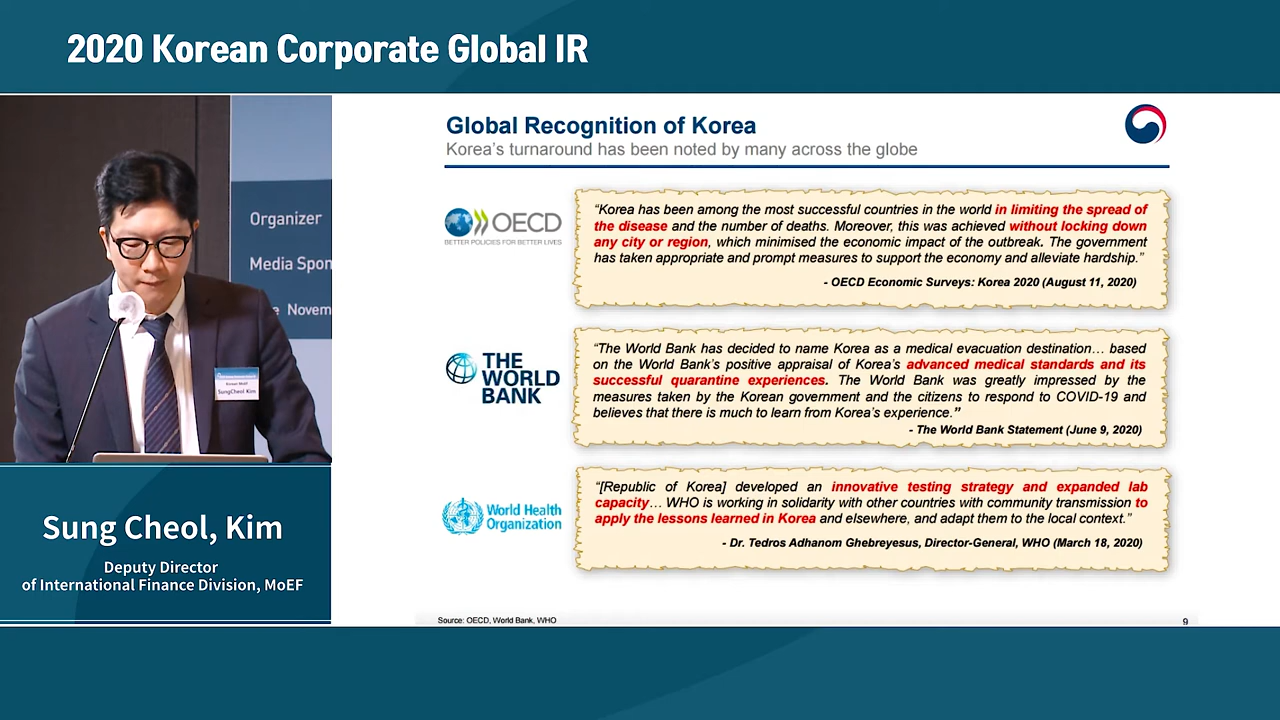 2020 Korean Corporate Global IR
Organizer
Media Spon
e Novem
Korean MoEF
SungCheol Kim
Sung Cheol, Kim
Deputy Director
of International Finance Division, MoEF
Global Recognition of Korea
Korea's turnaround has been noted by many across the globe
OECD
BETTER POLICIES FOR BETTER LIVES
“Korea has been among the most successful countries in the world in limiting the spread of
the disease and the number of deaths. Moreover, this was achieved without locking down
any city or region, which minimised the economic impact of the outbreak. The government
has taken appropriate and prompt measures to support the economy and alleviate hardship.”
- OECD Economic Surveys: Korea 2020 (August 11, 2020)
THE
WORLD
BANK
“The World Bank has decided to name Korea as a medical evacuation destination… based
on the World Bank's positive appraisal of Korea's advanced medical standards and its
successful quarantine experiences. The World Bank was greatly impressed by the
measures taken by the Korean government and the citizens to respond to COVID-19 and
believes that there is much to learn from Korea's experience.”
- The World Bank Statement (June 9, 2020)
World Health
Organization
“[Republic of Korea] developed an innovative testing strategy and expanded lab
capacity… WHO is working in solidarity with other countries with community transmission to
apply the lessons learned in Korea and elsewhere, and adapt them to the local context.”
- Dr. Tedros Adhanom Ghebreyesus, Director-General, WHO (March 18, 2020)
Source: OECD, World Bank, WHO
9